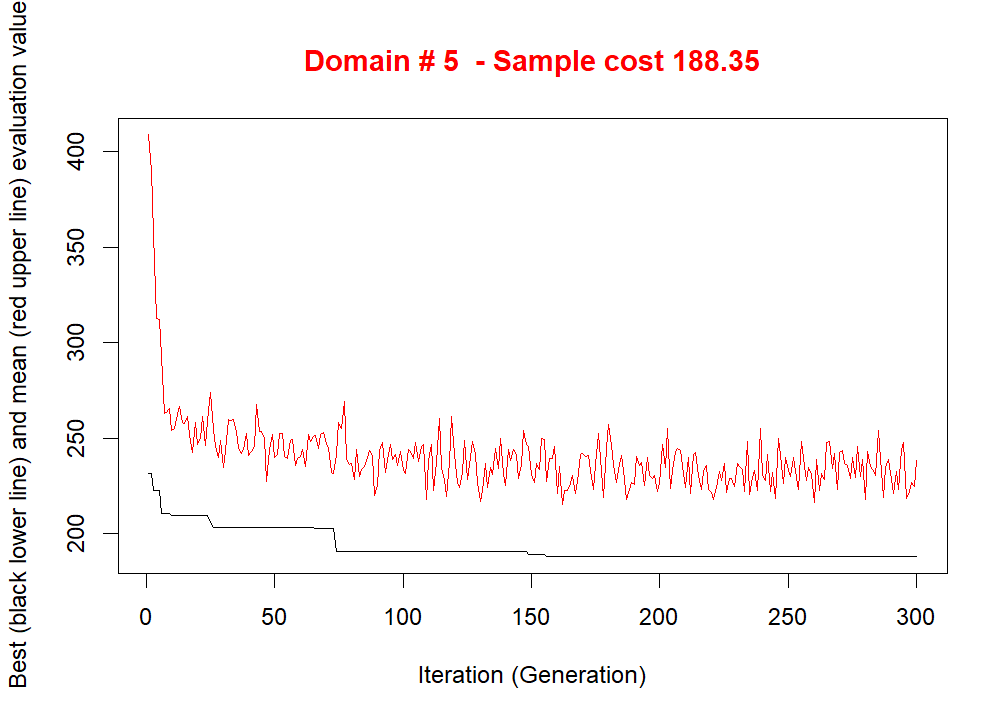 Domain # 5  - Sample cost 188.35
Best (black lower line) and mean (red upper line) evaluation value
400
350
300
250
200
0 50 100 150 200 250 300
Iteration (Generation)